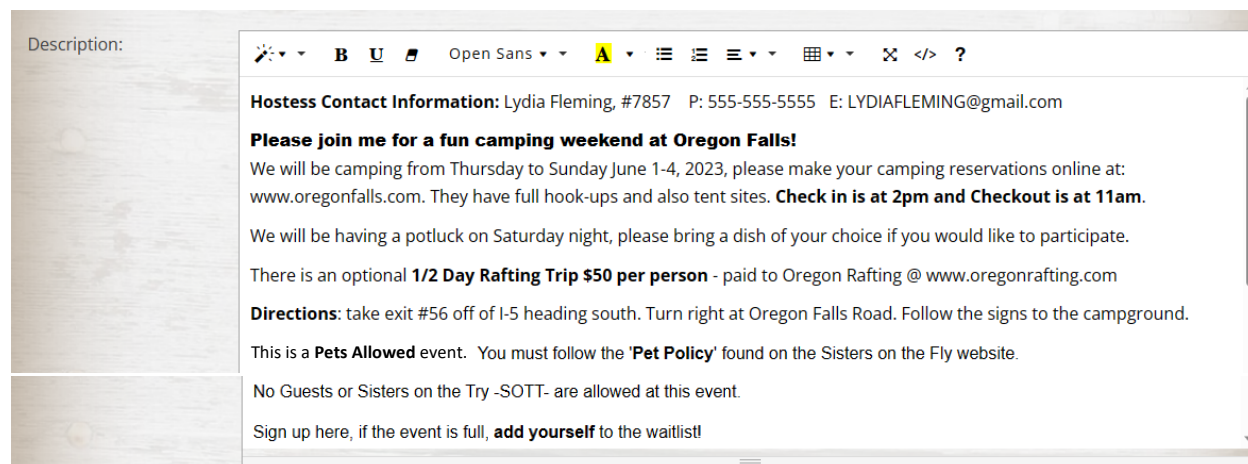 Description:
B U Open Sans A </> ?
Hostess Contact Information: Lydia Fleming, #7857 P: 555-555-5555 E: LYDIAFLEMING@gmail.com
Please join me for a fun camping weekend at Oregon Falls!
We will be camping from Thursday to Sunday June 1-4, 2023, please make your camping reservations online at:
www.oregonfalls.com. They have full hook-ups and also tent sites. Check in is at 2pm and Checkout is at 11am.
We will be having a potluck on Saturday night, please bring a dish of your choice if you would like to participate.
There is an optional 1/2 Day Rafting Trip $50 per person - paid to Oregon Rafting @ www.oregonrafting.com
Directions: take exit #56 off of I-5 heading south. Turn right at Oregon Falls Road. Follow the signs to the campground.
This is a Pets Allowed event. You must follow the 'Pet Policy' found on the Sisters on the Fly website.
No Guests or Sisters on the Try -SOTT- are allowed at this event.
Sign up here, if the event is full, add yourself to the waitlist!